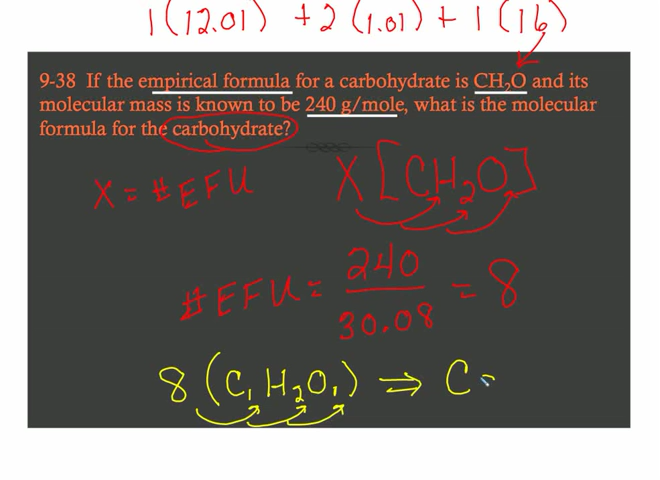 1(12.01) + 2(1.01) + 1(16)
9-38 If the empirical formula for a carbohydrate is CH₂O and its
molecular mass is known to be 240 g/mole, what is the molecular
formula for the carbohydrate?
X = #EFU X[CH₂O]
#EFU = 240/30.08 = 8
8(C₁H₂O₁) ⇒ C